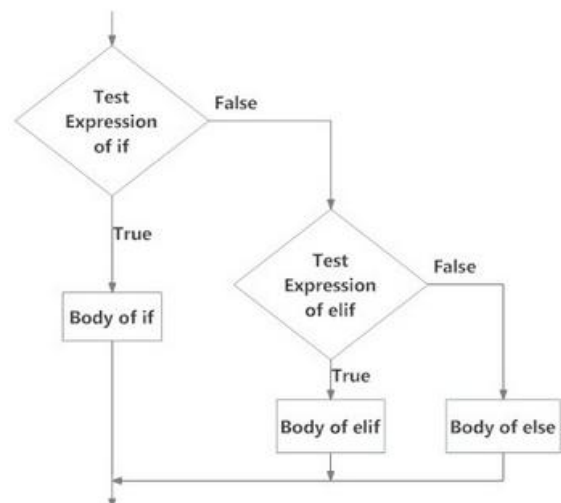 Test
Expression
of if
False
True
Body of if
Test
Expression
of elif
False
True
Body of elif
Body of else